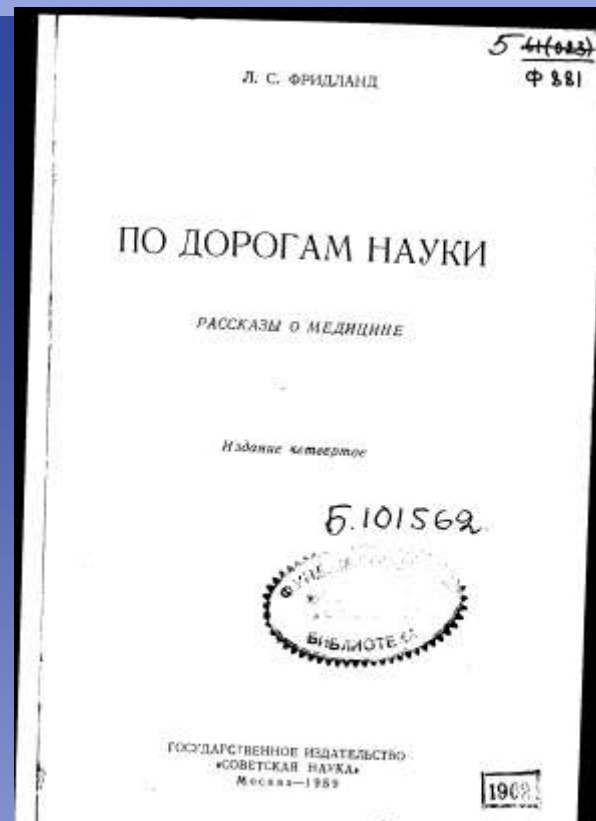 5 61(083)
Ф 881
Л. С. ФРИДЛАНД
ПО ДОРОГАМ НАУКИ
РАССКАЗЫ О МЕДИЦИНЕ
Издание четвертое
Б.101562
БИБЛИОТЕ
ГОСУДАРСТВЕННОЕ ИЗДАТЕЛЬСТВО
«СОВЕТСКАЯ НАУКА»
Москва—1959